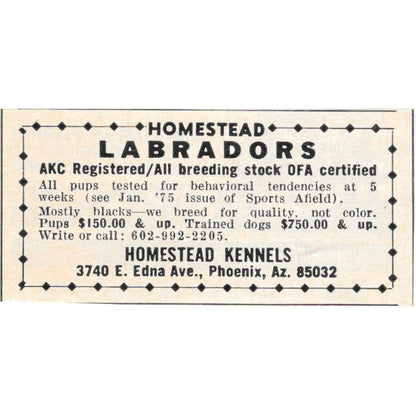 HOMESTEAD
LABRADORS
AKC Registered/All breeding stock OFA certified
All pups tested for behavioral tendencies at 5
weeks (see Jan. '75 issue of Sports Afield).
Mostly blacks—we breed for quality, not color.
Pups $150.00 & up. Trained dogs $750.00 & up.
Write or call: 602-992-2205.
HOMESTEAD KENNELS
3740 E. Edna Ave., Phoenix, Az. 85032